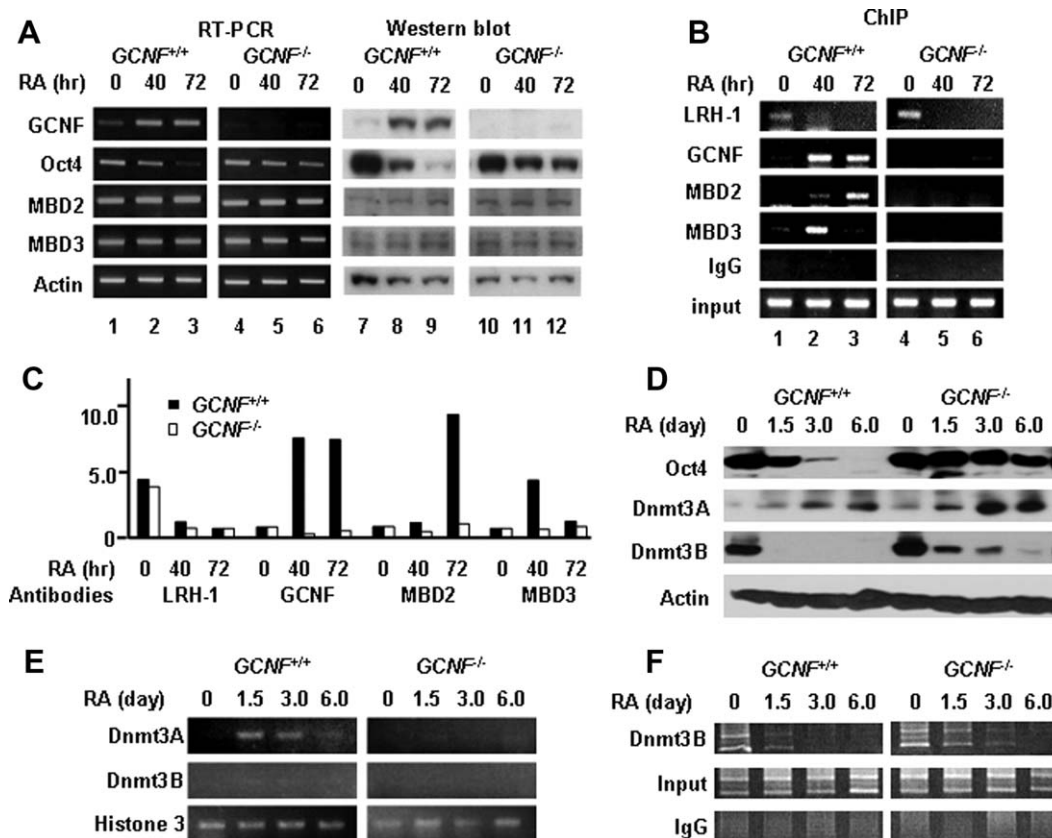 A
RT-PCR
Western blot
GCNF+/+ GCNF-/- GCNF+/+ GCNF-/-
RA (hr) 0 40 72 0 40 72 0 40 72 0 40 72
GCNF
Oct4
MBD2
MBD3
Actin
1 2 3 4 5 6 7 8 9 10 11 12
B
ChIP
GCNF+/+ GCNF-/-
RA (hr) 0 40 72 0 40 72
LRH-1
GCNF
MBD2
MBD3
IgG
input
1 2 3 4 5 6
C
10.0
5.0
0
GCNF+/+
GCNF-/-
RA (hr) 0 40 72 0 40 72 0 40 72 0 40 72
Antibodies LRH-1 GCNF MBD2 MBD3
D
GCNF+/+ GCNF-/-
RA (day) 0 1.5 3.0 6.0 0 1.5 3.0 6.0
Oct4
Dnmt3A
Dnmt3B
Actin
E
GCNF+/+ GCNF-/-
RA (day) 0 1.5 3.0 6.0 0 1.5 3.0 6.0
Dnmt3A
Dnmt3B
Histone 3
F
GCNF+/+ GCNF-/-
RA (day) 0 1.5 3.0 6.0 0 1.5 3.0 6.0
Dnmt3B
Input
IgG